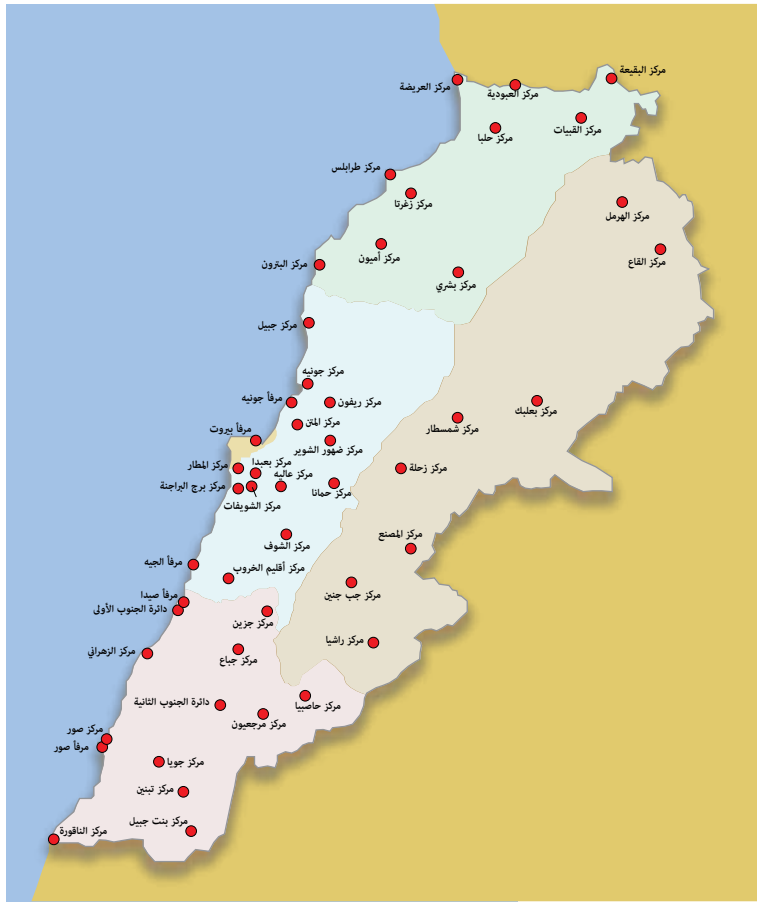 مركز البقيعة
مركز العريضة
مركز العبودية
مركز القبيات
مركز حلبا
مركز طرابلس
مركز زغرتا
مركز الهرمل
مركز أميون
مركز القاع
مركز البترون
مركز بشري
مركز جبيل
مركز جونيه
مرفأ جونيه
مركز ريفون
مركز بعلبك
مركز المتن
مركز شمسطار
مرفأ بيروت
مركز ضهور الشوير
مركز بعبدا
مركز المطار
مركز زحلة
مركز عاليه
مركز برج البراجنة
مركز حمانا
مركز الشويفات
مركز المصنع
مركز الشوف
مركز أقليم الخروب
مرفأ الجيه
مركز جب جنين
مرفأ صيدا
دائرة الجنوب الأولى
مركز جزين
مركز راشيا
مركز الزهراني
مركز جباع
دائرة الجنوب الثانية
مركز حاصبيا
مركز مرجعيون
مركز صور
مرفأ صور
مركز جويا
مركز تبنين
مركز بنت جبيل
مركز الناقورة